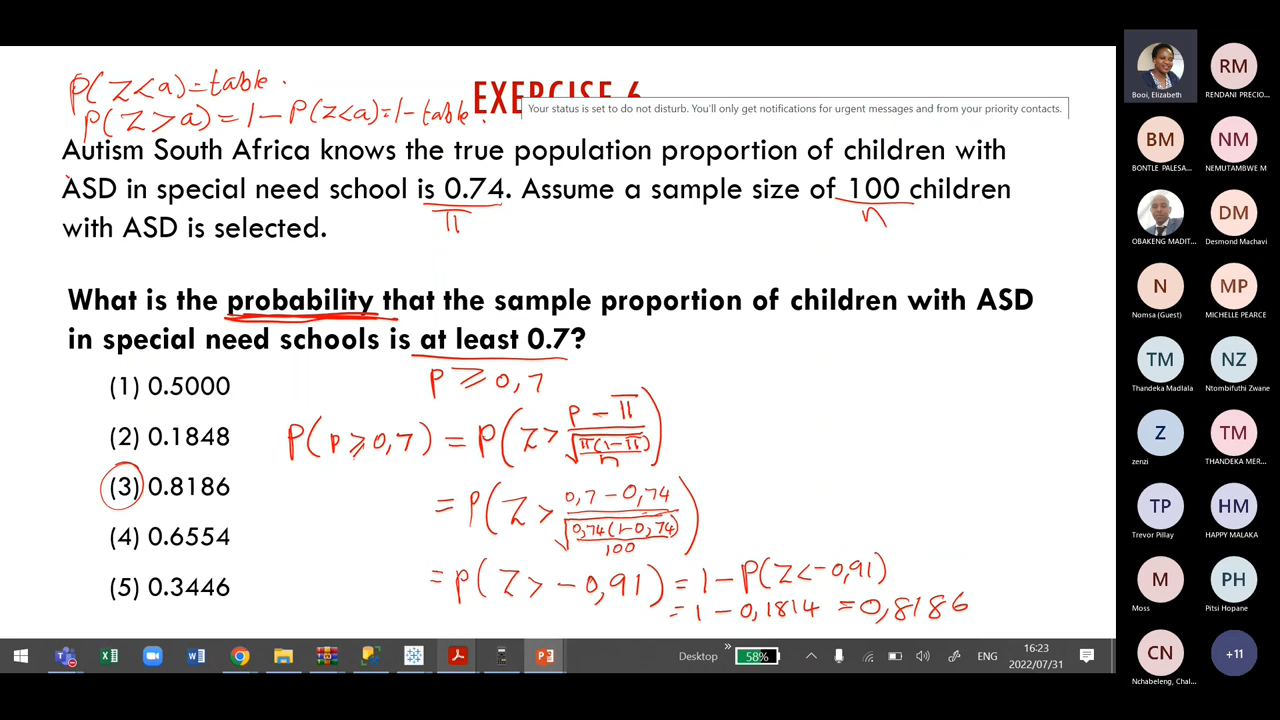 P(Z<a)=table.
P(Z>a)=1-P(Z<a)=1-table.
EXERCISE 6
Your status is set to do not disturb. You'll only get notifications for urgent messages and from your priority contacts.
Autism South Africa knows the true population proportion of children with
ASD in special need school is 0.74. Assume a sample size of 100 children
π n
with ASD is selected.
What is the probability that the sample proportion of children with ASD
in special need schools is at least 0.7?
p ≥ 0,7
(1) 0.5000
(2) 0.1848
(3) 0.8186
(4) 0.6554
(5) 0.3446
P(p≥0,7) = P(Z > (p-π)/√(π(1-π)/n))
= P(Z > (0,7-0,74)/√(0,74(1-0,74)/100))
= P(Z > -0,91) = 1-P(Z<-0,91)
= 1-0,1814 = 0,8186
Booi, Elizabeth
RM
RENDANI PRECIO...
BM
BONTLE PALESA...
NM
NEMUTAMBWE M
OBAKENG MADIT...
DM
Desmond Machavi
N
Nomsa (Guest)
MP
MICHELLE PEARCE
TM
Thandeka Madlala
NZ
Ntombifuthi Zwane
Z
zenzi
TM
THANDEKA MER...
TP
Trevor Pillay
HM
HAPPY MALAKA
M
Moss
PH
Pitsi Hopane
CN
Nchabeleng, Chal...
+11
Desktop
»
58%
ENG
16:23
2022/07/31